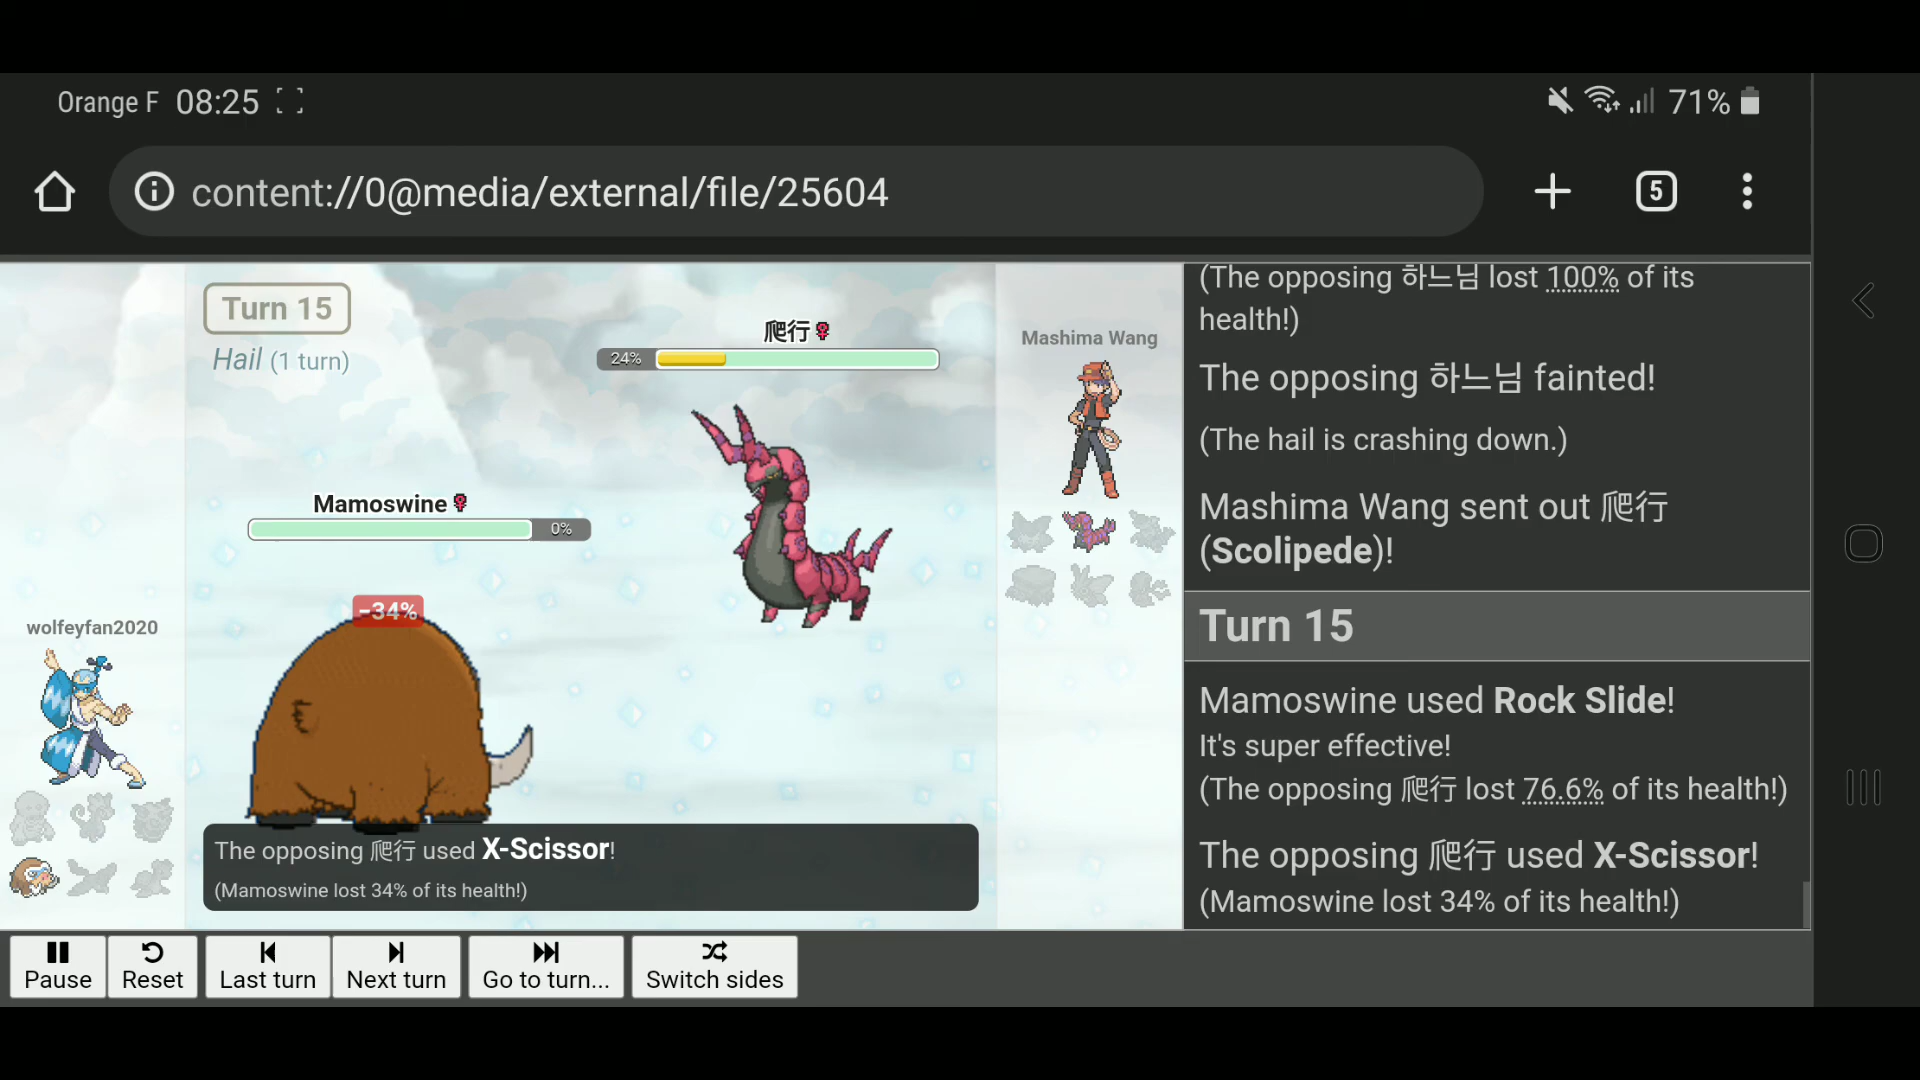 Orange F 08:25 71%
content://0@media/external/file/25604
5
Turn 15
Hail (1 turn)
爬行
24%
Mamoswine
0%
-34%
wolfeyfan2020
Mashima Wang
The opposing 爬行 used X-Scissor!
(Mamoswine lost 34% of its health!)
(The opposing 하느님 lost 100% of its
health!)
The opposing 하느님 fainted!
(The hail is crashing down.)
Mashima Wang sent out 爬行
(Scolipede)!
Turn 15
Mamoswine used Rock Slide!
It's super effective!
(The opposing 爬行 lost 76.6% of its health!)
The opposing 爬行 used X-Scissor!
(Mamoswine lost 34% of its health!)
Pause Reset Last turn Next turn Go to turn... Switch sides